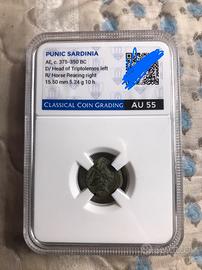 PUNIC SARDINIA
AE, c. 375-350 BC
D/ Head of Triptolemos left
R/ Horse Rearing right
15.50 mm 5.24 g 10 h.
CLASSICAL COIN GRADING AU 55